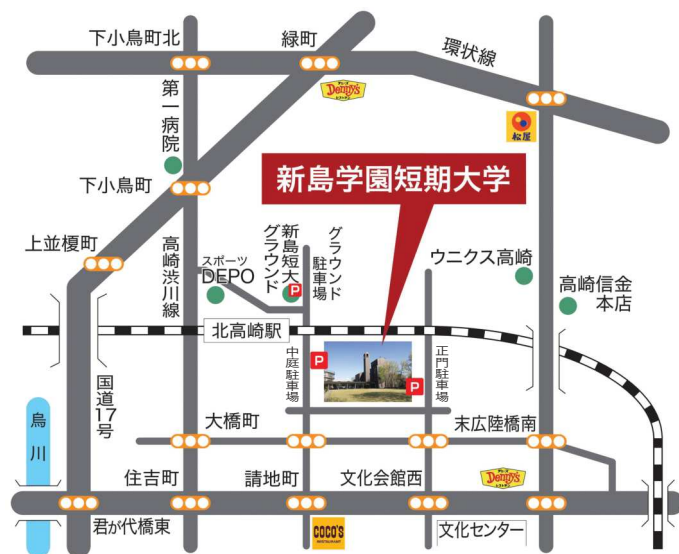 下小鳥町北
緑町
環状線
Denny's
第一病院
松屋
下小鳥町
新島学園短期大学
上並榎町
高崎渋川線
スポーツ
DEPO
新島短大
グラウンド
P
グラウンド
駐車場
ウニクス高崎
高崎信金
本店
北高崎駅
国道17号
中庭駐車場
P
P
正門駐車場
烏川
大橋町
末広陸橋南
住吉町
請地町
文化会館西
Denny's
君が代橋東
COCO'S
RESTAURANT
文化センター